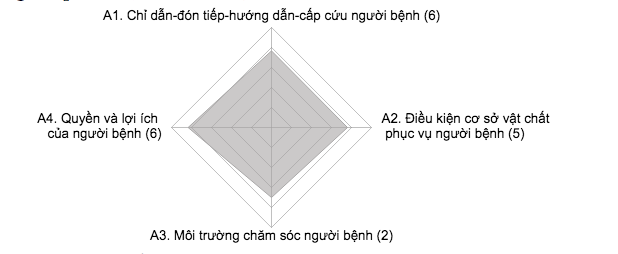 A1. Chỉ dẫn-đón tiếp-hướng dẫn-cấp cứu người bệnh (6)
A4. Quyền và lợi ích
của người bệnh (6)
A2. Điều kiện cơ sở vật chất
phục vụ người bệnh (5)
A3. Môi trường chăm sóc người bệnh (2)